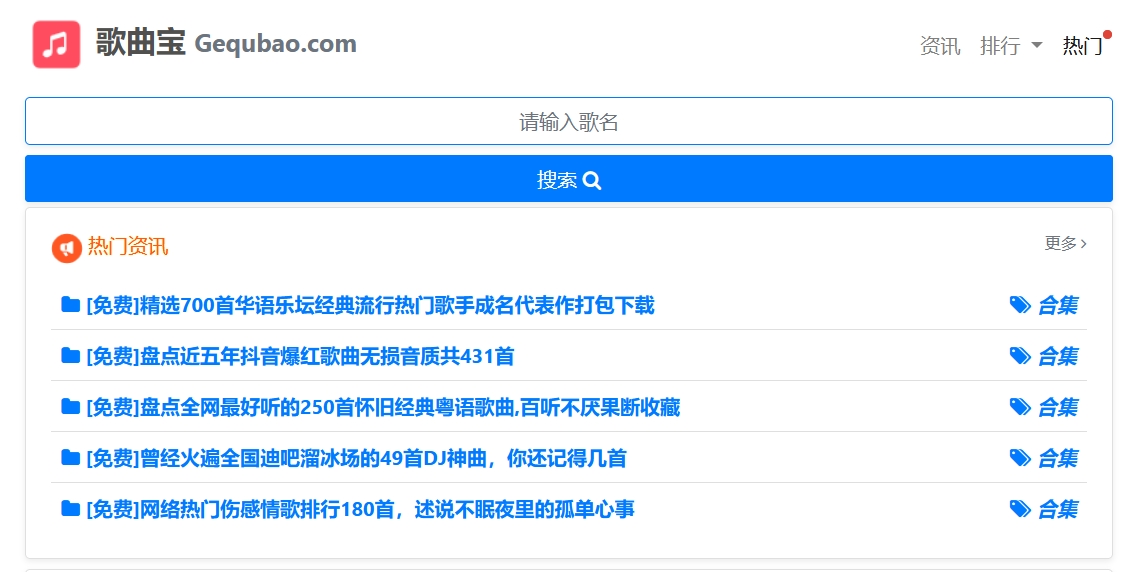 歌曲宝 Gequbao.com
资讯 排行 热门
请输入歌名
搜索
热门资讯 更多
[免费]精选700首华语乐坛经典流行热门歌手成名代表作打包下载 合集
[免费]盘点近五年抖音爆红歌曲无损音质共431首 合集
[免费]盘点全网最好听的250首怀旧经典粤语歌曲,百听不厌果断收藏 合集
[免费]曾经火遍全国迪吧溜冰场的49首DJ神曲，你还记得几首 合集
[免费]网络热门伤感情歌排行180首，述说不眠夜里的孤单心事 合集